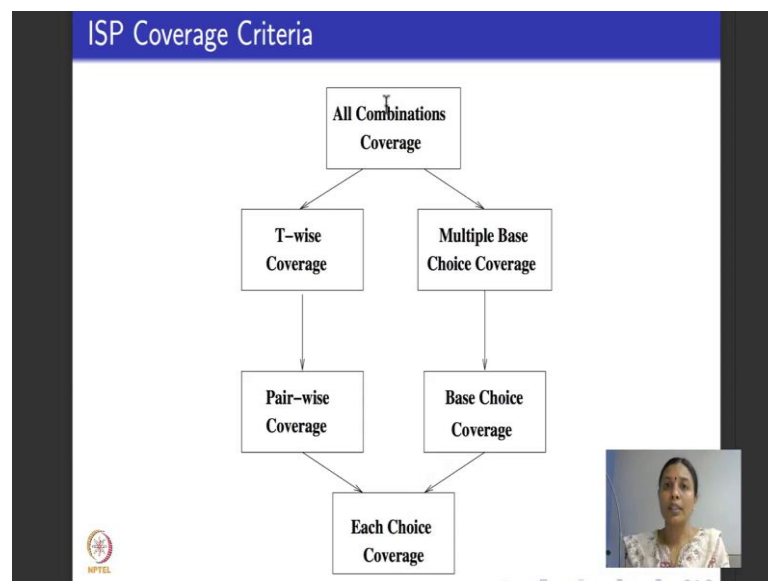 ISP Coverage Criteria
All Combinations
Coverage
T-wise
Coverage
Multiple Base
Choice Coverage
Pair-wise
Coverage
Base Choice
Coverage
Each Choice
Coverage
NPTEL